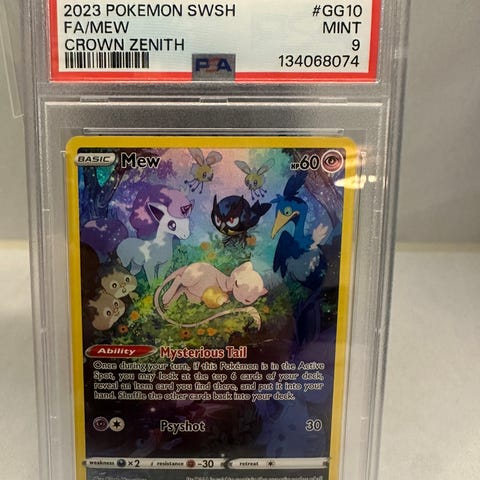 2023 POKEMON SWSH #GG10
FA/MEW MINT
CROWN ZENITH 9
PSA 134068074
BASIC Mew HP60
Ability Mysterious Tail
Once during your turn, if this Pokémon is in the Active
Spot, you may look at the top 6 cards of your deck,
reveal an Item card you find there, and put it into your
hand. Shuffle the other cards back into your deck.
Psyshot 30
weakness ×2 resistance -30 retreat